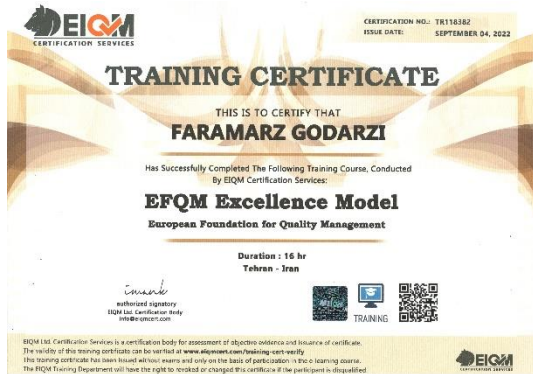 EIQM
CERTIFICATION SERVICES
CERTIFICATION NO.: TR118382
ISSUE DATE: SEPTEMBER 04, 2022
TRAINING CERTIFICATE
THIS IS TO CERTIFY THAT
FARAMARZ GODARZI
Has Successfully Completed The Following Training Course, Conducted
By EIQM Certification Services:
EFQM Excellence Model
European Foundation for Quality Management
Duration : 16 hr
Tehran - Iran
authorized signatory
EIQM Ltd. Certification Body
info@eiqmcert.com
TRAINING
EIQM Ltd. Certification Services is a certification body for assessment of objective evidence and issuance of certificate.
The validity of this training certificate can be verified at www.eiqmcert.com/training-cert-verify
This training certificate has been issued without exams and only on the basis of participation in the e learning course.
The EIQM Training Department will have the right to revoked or changed this certificate if the participant is disqualified
EIQM
CERTIFICATION SERVICES